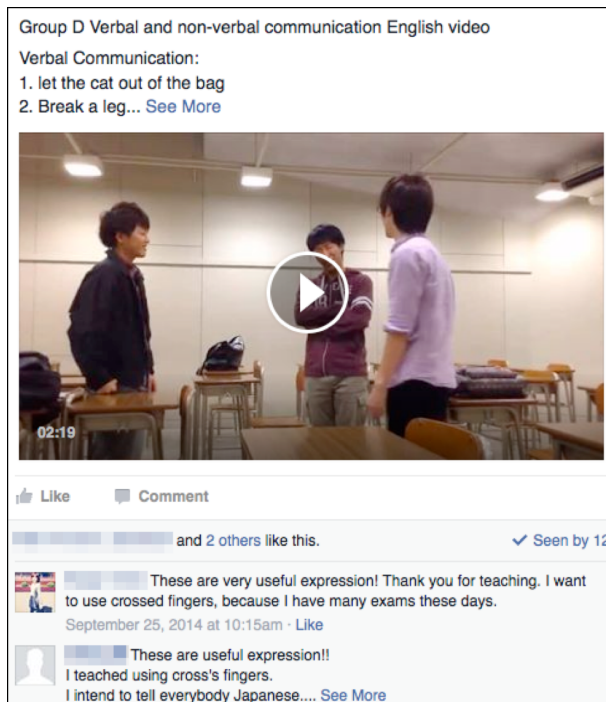 Group D Verbal and non-verbal communication English video
Verbal Communication:
1. let the cat out of the bag
2. Break a leg... See More
02:19
Like Comment
and 2 others like this. Seen by 12
These are very useful expression! Thank you for teaching. I want
to use crossed fingers, because I have many exams these days.
September 25, 2014 at 10:15am · Like
These are useful expression!!
I teached using cross's fingers.
I intend to tell everybody Japanese.... See More